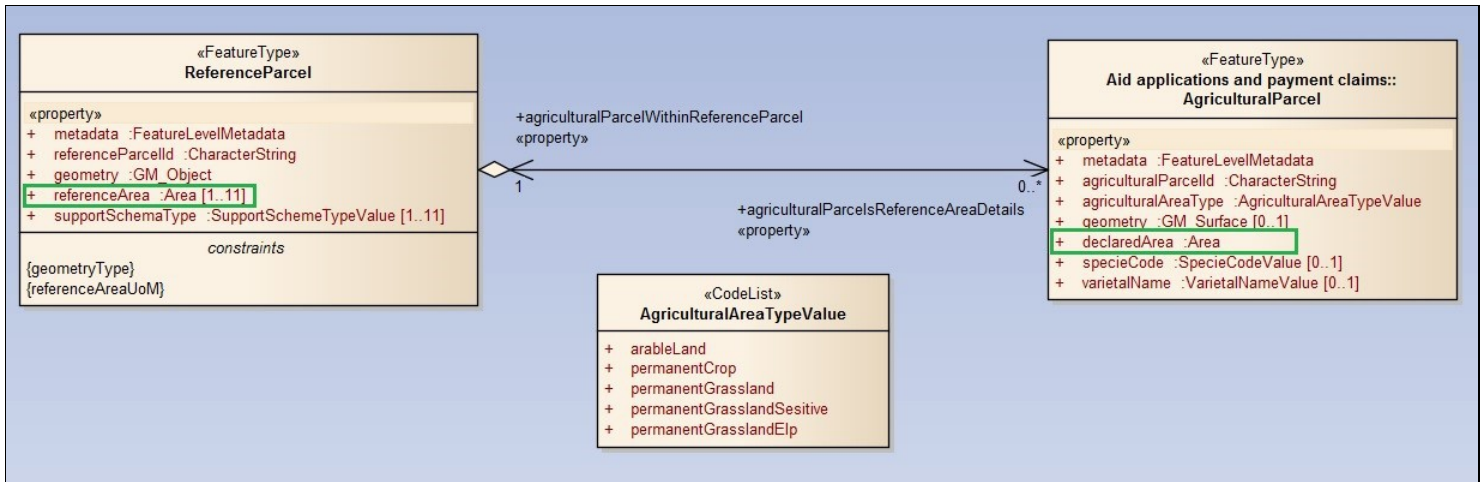 «FeatureType»
ReferenceParcel
«property»
+ metadata :FeatureLevelMetadata
+ referenceParcelId :CharacterString
+ geometry :GM_Object
+ referenceArea :Area [1..11]
+ supportSchemaType :SupportSchemeTypeValue [1..11]
constraints
{geometryType}
{referenceAreaUoM}
+agriculturalParcelWithinReferenceParcel
«property»
1
0..*
+agriculturalParcelsReferenceAreaDetails
«property»
«FeatureType»
Aid applications and payment claims::
AgriculturalParcel
«property»
+ metadata :FeatureLevelMetadata
+ agriculturalParcelId :CharacterString
+ agriculturalAreaType :AgriculturalAreaTypeValue
+ geometry :GM_Surface [0..1]
+ declaredArea :Area
+ specieCode :SpecieCodeValue [0..1]
+ varietalName :VarietalNameValue [0..1]
«CodeList»
AgriculturalAreaTypeValue
+ arableLand
+ permanentCrop
+ permanentGrassland
+ permanentGrasslandSesitive
+ permanentGrasslandElp